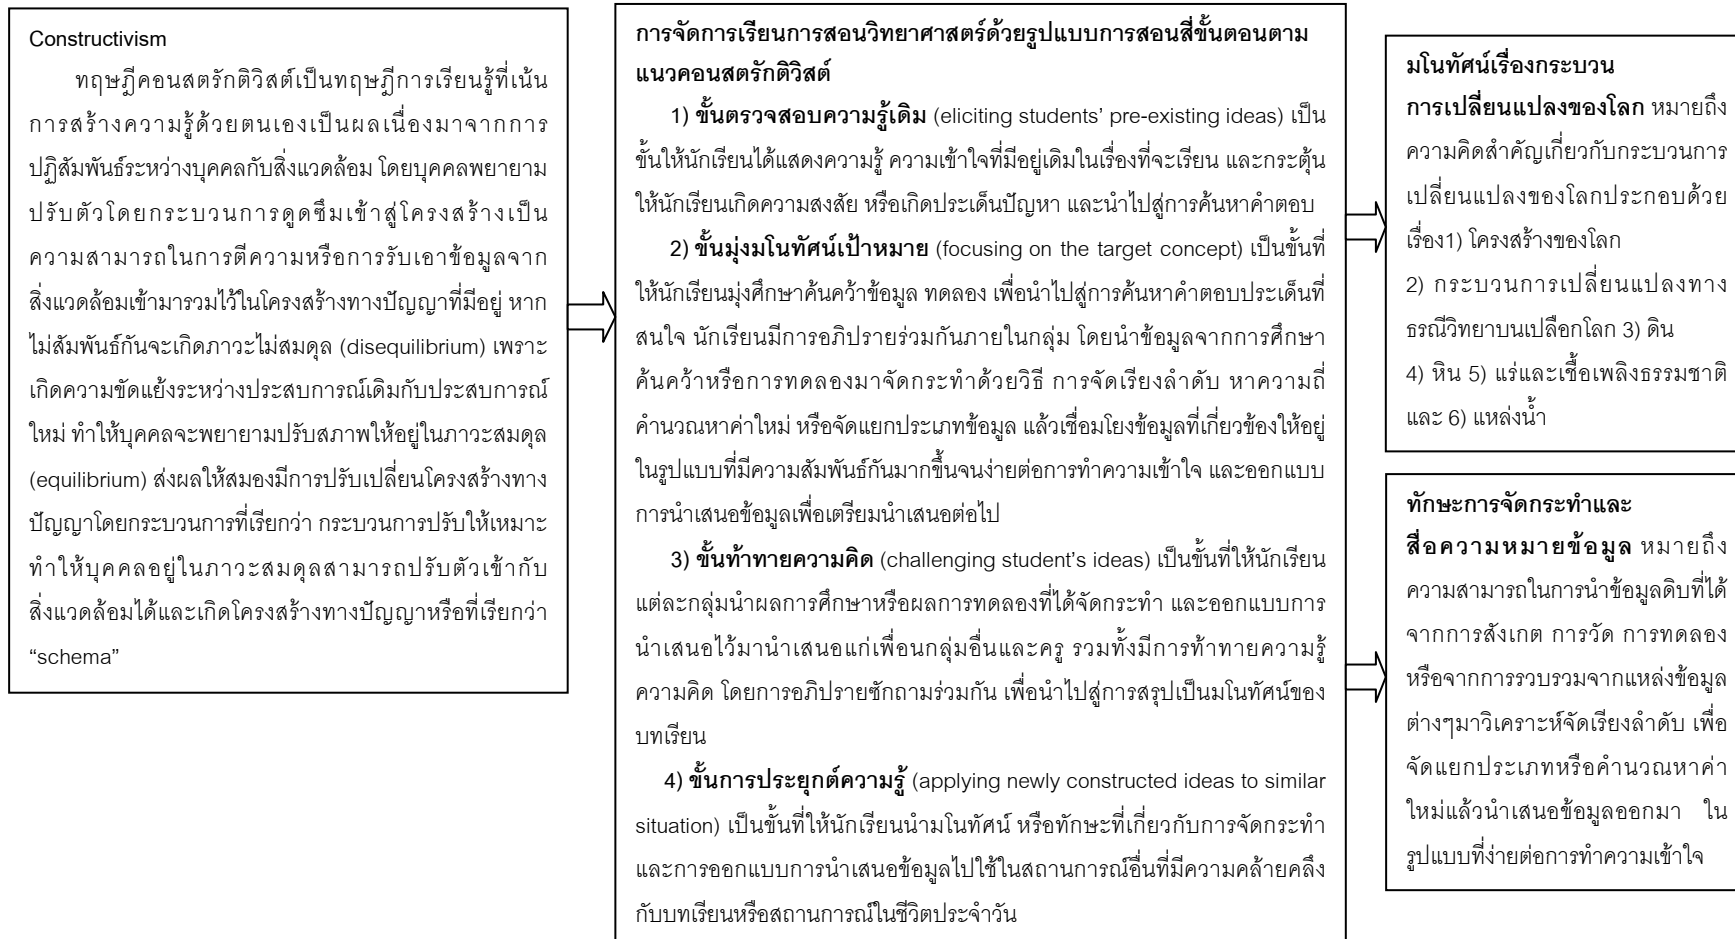 Constructivism
ทฤษฎีคอนสตรักติวิสต์เป็นทฤษฎีการเรียนรู้ที่เน้น
การสร้างความรู้ด้วยตนเองเป็นผลเนื่องมาจากการ
ปฏิสัมพันธ์ระหว่างบุคคลกับสิ่งแวดล้อม โดยบุคคลพยายาม
ปรับตัวโดยกระบวนการดูดซึมเข้าสู่โครงสร้างเป็น
ความสามารถในการตีความหรือการรับเอาข้อมูลจาก
สิ่งแวดล้อมเข้ามารวมไว้ในโครงสร้างทางปัญญาที่มีอยู่ หาก
ไม่สัมพันธ์กันจะเกิดภาวะไม่สมดุล (disequilibrium) เพราะ
เกิดความขัดแย้งระหว่างประสบการณ์เดิมกับประสบการณ์
ใหม่ ทำให้บุคคลจะพยายามปรับสภาพให้อยู่ในภาวะสมดุล
(equilibrium) ส่งผลให้สมองมีการปรับเปลี่ยนโครงสร้างทาง
ปัญญาโดยกระบวนการที่เรียกว่า กระบวนการปรับให้เหมาะ
ทำให้บุคคลอยู่ในภาวะสมดุลสามารถปรับตัวเข้ากับ
สิ่งแวดล้อมได้และเกิดโครงสร้างทางปัญญาหรือที่เรียกว่า
“schema”
การจัดการเรียนการสอนวิทยาศาสตร์ด้วยรูปแบบการสอนสี่ขั้นตอนตาม
แนวคอนสตรักติวิสต์
1) ขั้นตรวจสอบความรู้เดิม (eliciting students’ pre-existing ideas) เป็น
ขั้นให้นักเรียนได้แสดงความรู้ ความเข้าใจที่มีอยู่เดิมในเรื่องที่จะเรียน และกระตุ้น
ให้นักเรียนเกิดความสงสัย หรือเกิดประเด็นปัญหา และนำไปสู่การค้นหาคำตอบ
2) ขั้นมุ่งมโนทัศน์เป้าหมาย (focusing on the target concept) เป็นขั้นที่
ให้นักเรียนมุ่งศึกษาค้นคว้าข้อมูล ทดลอง เพื่อนำไปสู่การค้นหาคำตอบประเด็นที่
สนใจ นักเรียนมีการอภิปรายร่วมกันภายในกลุ่ม โดยนำข้อมูลจากการศึกษา
ค้นคว้าหรือการทดลองมาจัดกระทำด้วยวิธี การจัดเรียงลำดับ หาความถี่
คำนวณหาค่าใหม่ หรือจัดแยกประเภทข้อมูล แล้วเชื่อมโยงข้อมูลที่เกี่ยวข้องให้อยู่
ในรูปแบบที่มีความสัมพันธ์กันมากขึ้นจนง่ายต่อการทำความเข้าใจ และออกแบบ
การนำเสนอข้อมูลเพื่อเตรียมนำเสนอต่อไป
3) ขั้นท้าทายความคิด (challenging student’s ideas) เป็นขั้นที่ให้นักเรียน
แต่ละกลุ่มนำผลการศึกษาหรือผลการทดลองที่ได้จัดกระทำ และออกแบบการ
นำเสนอไว้มานำเสนอแก่เพื่อนกลุ่มอื่นและครู รวมทั้งมีการท้าทายความรู้
ความคิด โดยการอภิปรายซักถามร่วมกัน เพื่อนำไปสู่การสรุปเป็นมโนทัศน์ของ
บทเรียน
4) ขั้นการประยุกต์ความรู้ (applying newly constructed ideas to similar
situation) เป็นขั้นที่ให้นักเรียนนำมโนทัศน์ หรือทักษะที่เกี่ยวกับการจัดกระทำ
และการออกแบบการนำเสนอข้อมูลไปใช้ในสถานการณ์อื่นที่มีความคล้ายคลึง
กับบทเรียนหรือสถานการณ์ในชีวิตประจำวัน
มโนทัศน์เรื่องกระบวน
การเปลี่ยนแปลงของโลก หมายถึง
ความคิดสำคัญเกี่ยวกับกระบวนการ
เปลี่ยนแปลงของโลกประกอบด้วย
เรื่อง1) โครงสร้างของโลก
2) กระบวนการเปลี่ยนแปลงทาง
ธรณีวิทยาบนเปลือกโลก 3) ดิน
4) หิน 5) แร่และเชื้อเพลิงธรรมชาติ
และ 6) แหล่งน้ำ
ทักษะการจัดกระทำและ
สื่อความหมายข้อมูล หมายถึง
ความสามารถในการนำข้อมูลดิบที่ได้
จากการสังเกต การวัด การทดลอง
หรือจากการรวบรวมจากแหล่งข้อมูล
ต่างๆมาวิเคราะห์จัดเรียงลำดับ เพื่อ
จัดแยกประเภทหรือคำนวณหาค่า
ใหม่แล้วนำเสนอข้อมูลออกมา ใน
รูปแบบที่ง่ายต่อการทำความเข้าใจ